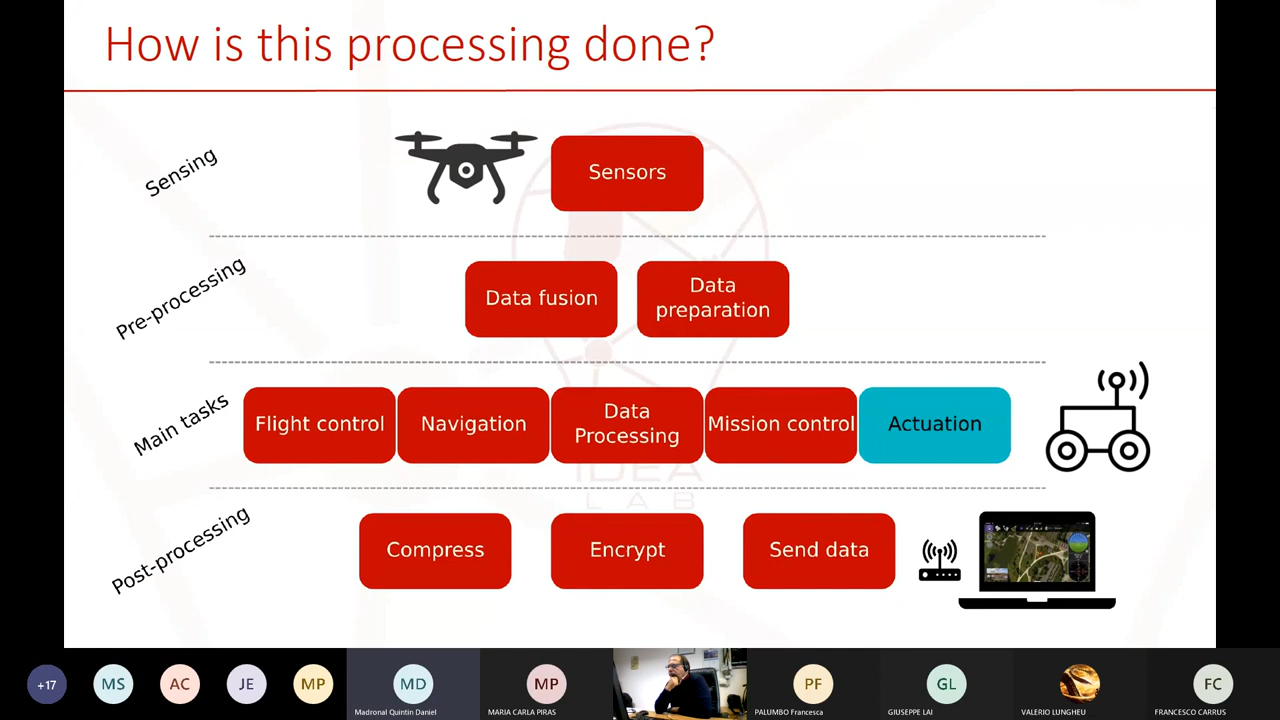 How is this processing done?
Sensing
Sensors
Pre-processing
Data fusion
Data
preparation
Main tasks
Flight control
Navigation
Data
Processing
Mission control
Actuation
IDEA
LAB
Post-processing
Compress
Encrypt
Send data
+17
MS
AC
JE
MP
MD
Madronal Quintin Daniel
MP
MARIA CARLA PIRAS
PF
PALUMBO Francesca
GL
GIUSEPPE LAI
VALERIO LUNGHEU
FC
FRANCESCO CARRUS